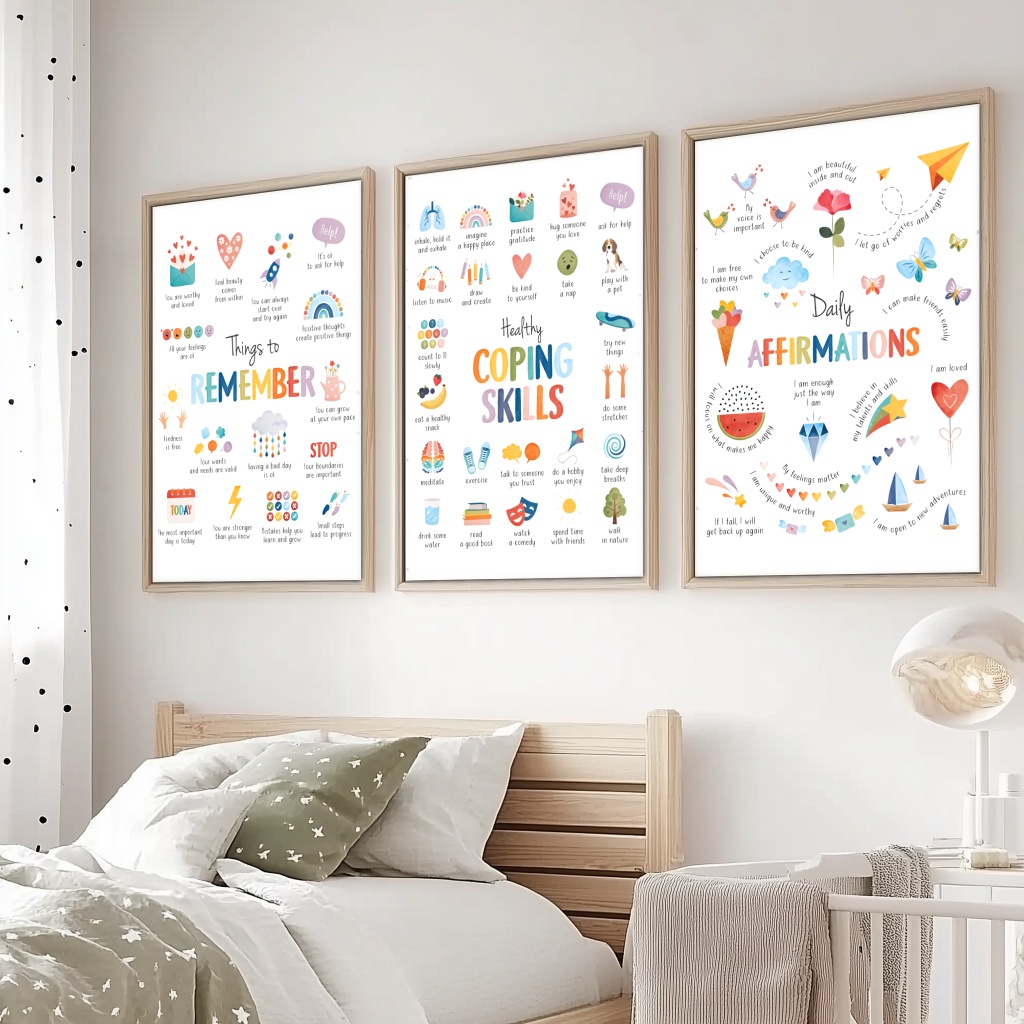 Help!
You are worthy
and loved
Real beauty
comes
from within
You can always
start over
and try again
It's ok
to ask for help
Positive thoughts
create positive things
All your feelings
are ok
Things to
REMEMBER
You can grow
at your own pace
Kindness
is free
Your wants
and needs are valid
having a bad day
is ok
STOP
Your boundaries
are important
TODAY
The most important
day is today
You are stronger
than you know
Mistakes help you
learn and grow
Small steps
lead to progress
Help!
inhale, hold it
and exhale
imagine
a happy place
practice
gratitude
hug someone
you love
ask for help
listen to music
draw
and create
be kind
to yourself
take
a nap
play with
a pet
count to 10
slowly
Healthy
COPING
SKILLS
try new
things
eat a healthy
snack
do some
stretches
meditate
exercise
talk to someone
you trust
do a hobby
you enjoy
take deep
breaths
drink some
water
read
a good book
watch
a comedy
spend time
with friends
walk
in nature
I am beautiful
inside and out
My
voice is
important
I let go of worries and regrets
I choose to be kind
I am free
to make my own
choices
I can make friends easily
Daily
AFFIRMATIONS
I will focus on what makes me happy
I am enough
just the way
I am
I believe in
my talents and skills
I am loved
My feelings matter
I am unique and worthy
If I fall, I will
get back up again
I am open to new adventures